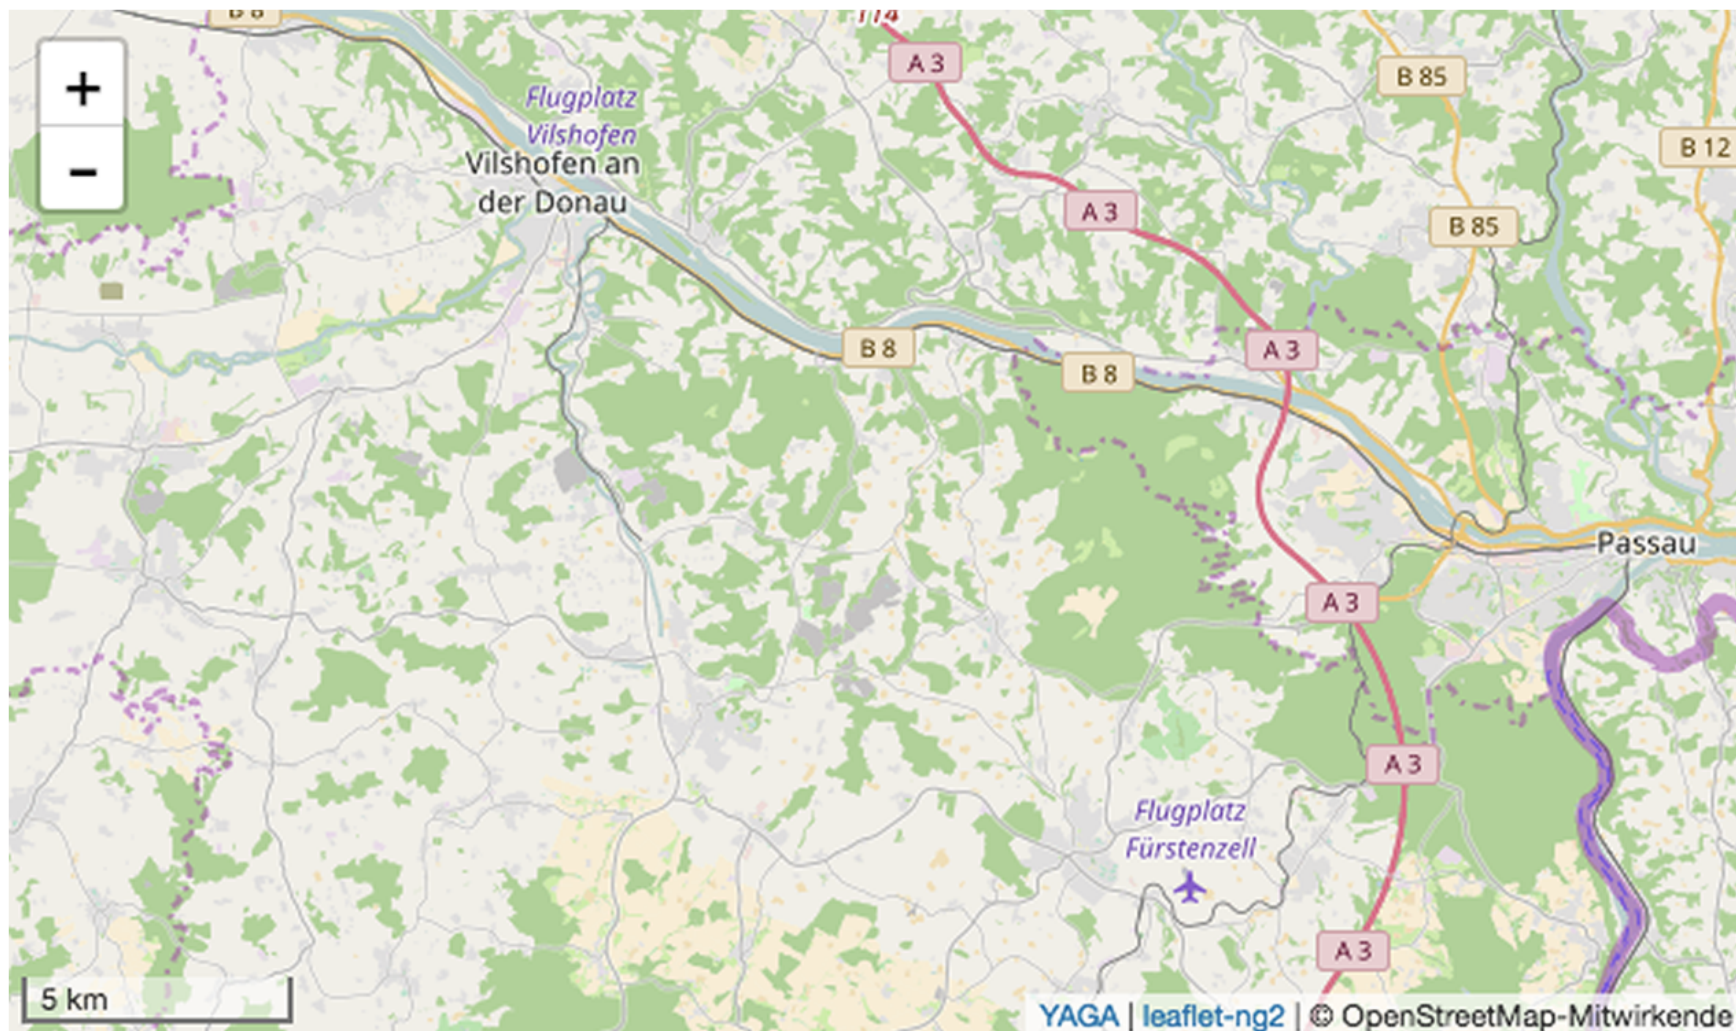 B 8
A 3
B 85
B 12
+
-
Flugplatz
Vilshofen
Vilshofen an
der Donau
A 3
B 85
B 8
A 3
B 8
Passau
A 3
A 3
Flugplatz
Fürstenzell
A 3
5 km
YAGA | leaflet-ng2 | © OpenStreetMap-Mitwirkende